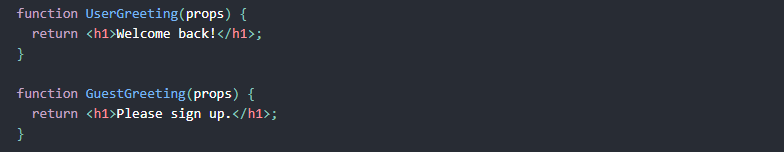 function UserGreeting(props) {
  return <h1>Welcome back!</h1>;
}

function GuestGreeting(props) {
  return <h1>Please sign up.</h1>;
}